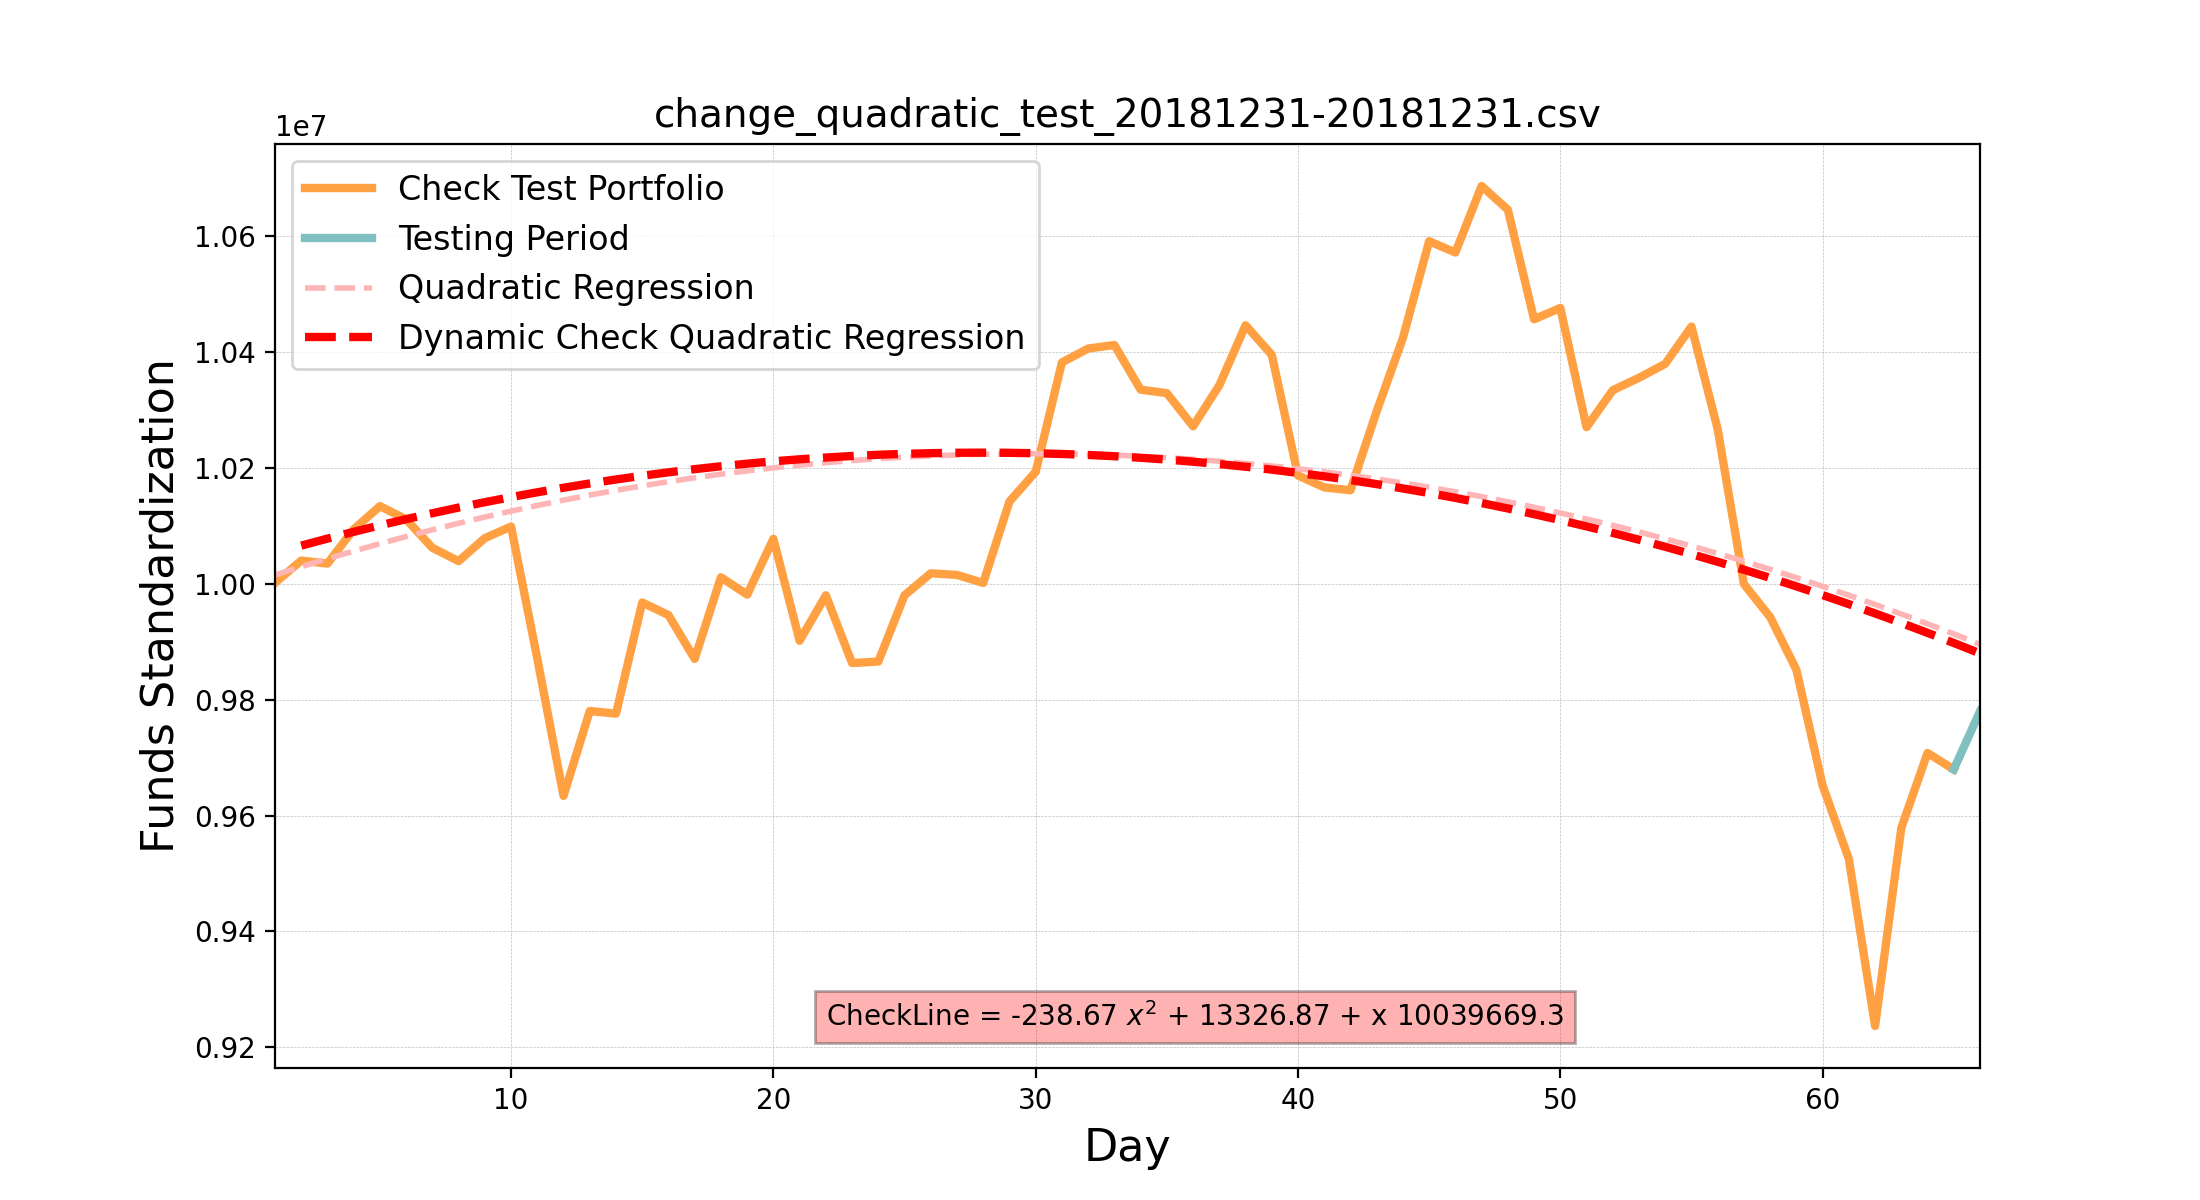 change_quadratic_test_20181231-20181231.csv
1e7
Check Test Portfolio
Testing Period
Quadratic Regression
Dynamic Check Quadratic Regression
1.06
1.04
1.02
1.00
0.98
0.96
0.94
0.92
Funds Standardization
CheckLine = -238.67 x² + 13326.87 + x 10039669.3
10 20 30 40 50 60
Day